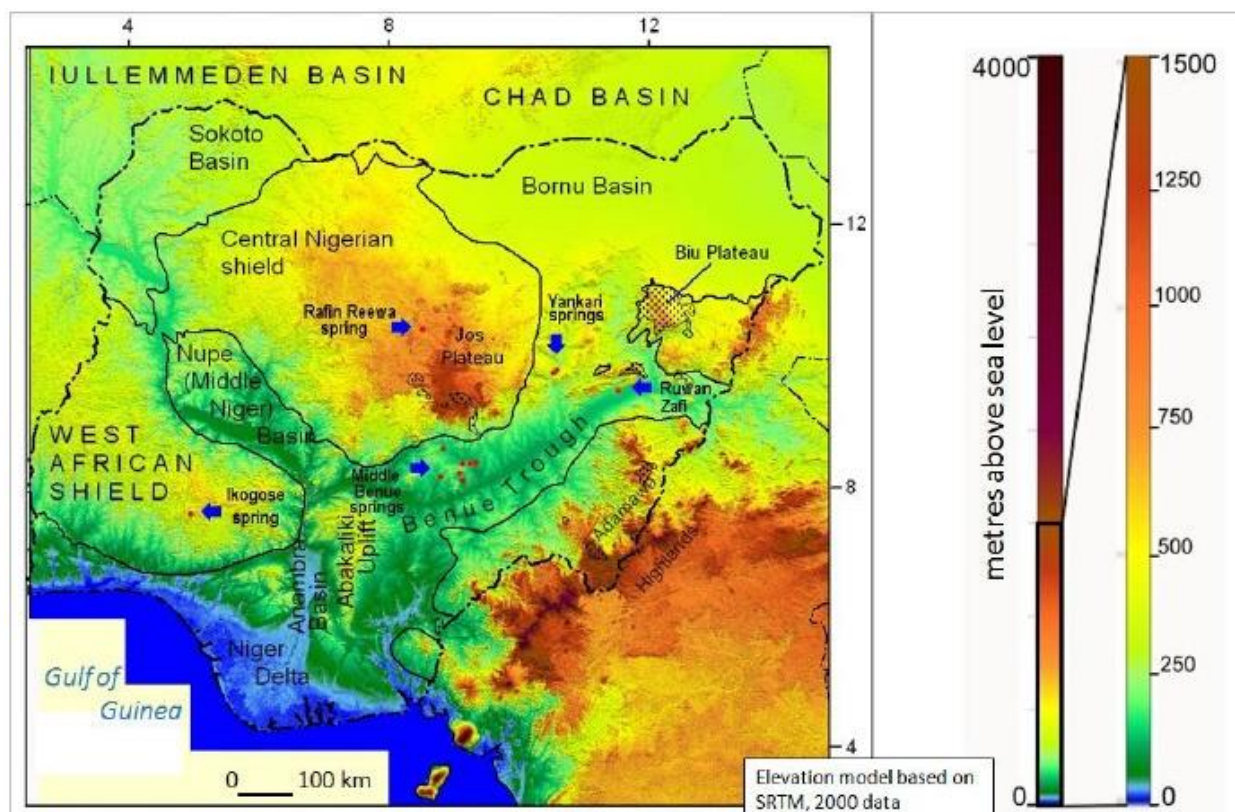 4 8 12
IULLEMMEDEN BASIN
CHAD BASIN
Sokoto
Basin
Bornu Basin
12
Central Nigerian
shield
Biu Plateau
Rafin Reewa
spring
Yankari
springs
Jos
Plateau
Nupe
(Middle
Niger)
Basin
Ruwan
Zafi
WEST
AFRICAN
SHIELD
Middle
Benue
springs
Benue Trough
8
Ikogose
spring
Adamawa
Highlands
Anambra
Basin
Abakaliki
Uplift
Niger
Delta
Gulf of
Guinea
4
0 100 km
Elevation model based on
SRTM, 2000 data
metres above sea level
4000
0
1500
1250
1000
750
500
250
0